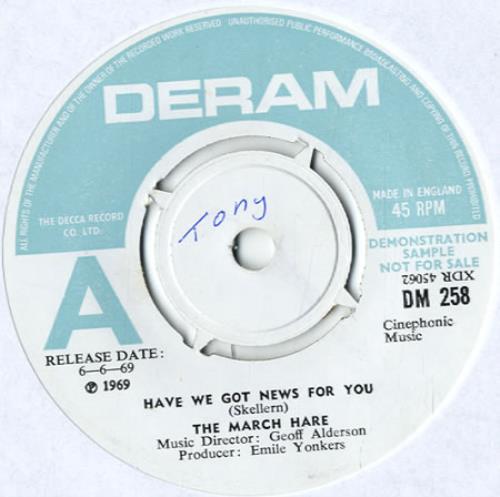 ALL RIGHTS OF THE MANUFACTURER AND OF THE OWNER OF THE RECORDED WORK RESERVED. UNAUTHORISED PUBLIC PERFORMANCE BROADCASTING AND COPYING OF THIS RECORD PROHIBITED
DERAM
THE DECCA RECORD
CO. LTD.
MADE IN ENGLAND
45 RPM
Tony
DEMONSTRATION
SAMPLE
NOT FOR SALE
XDR 45062
DM 258
Cinephonic
Music
A
RELEASE DATE:
6-6-69
℗ 1969
HAVE WE GOT NEWS FOR YOU
(Skellern)
THE MARCH HARE
Music Director: Geoff Alderson
Producer: Emile Yonkers